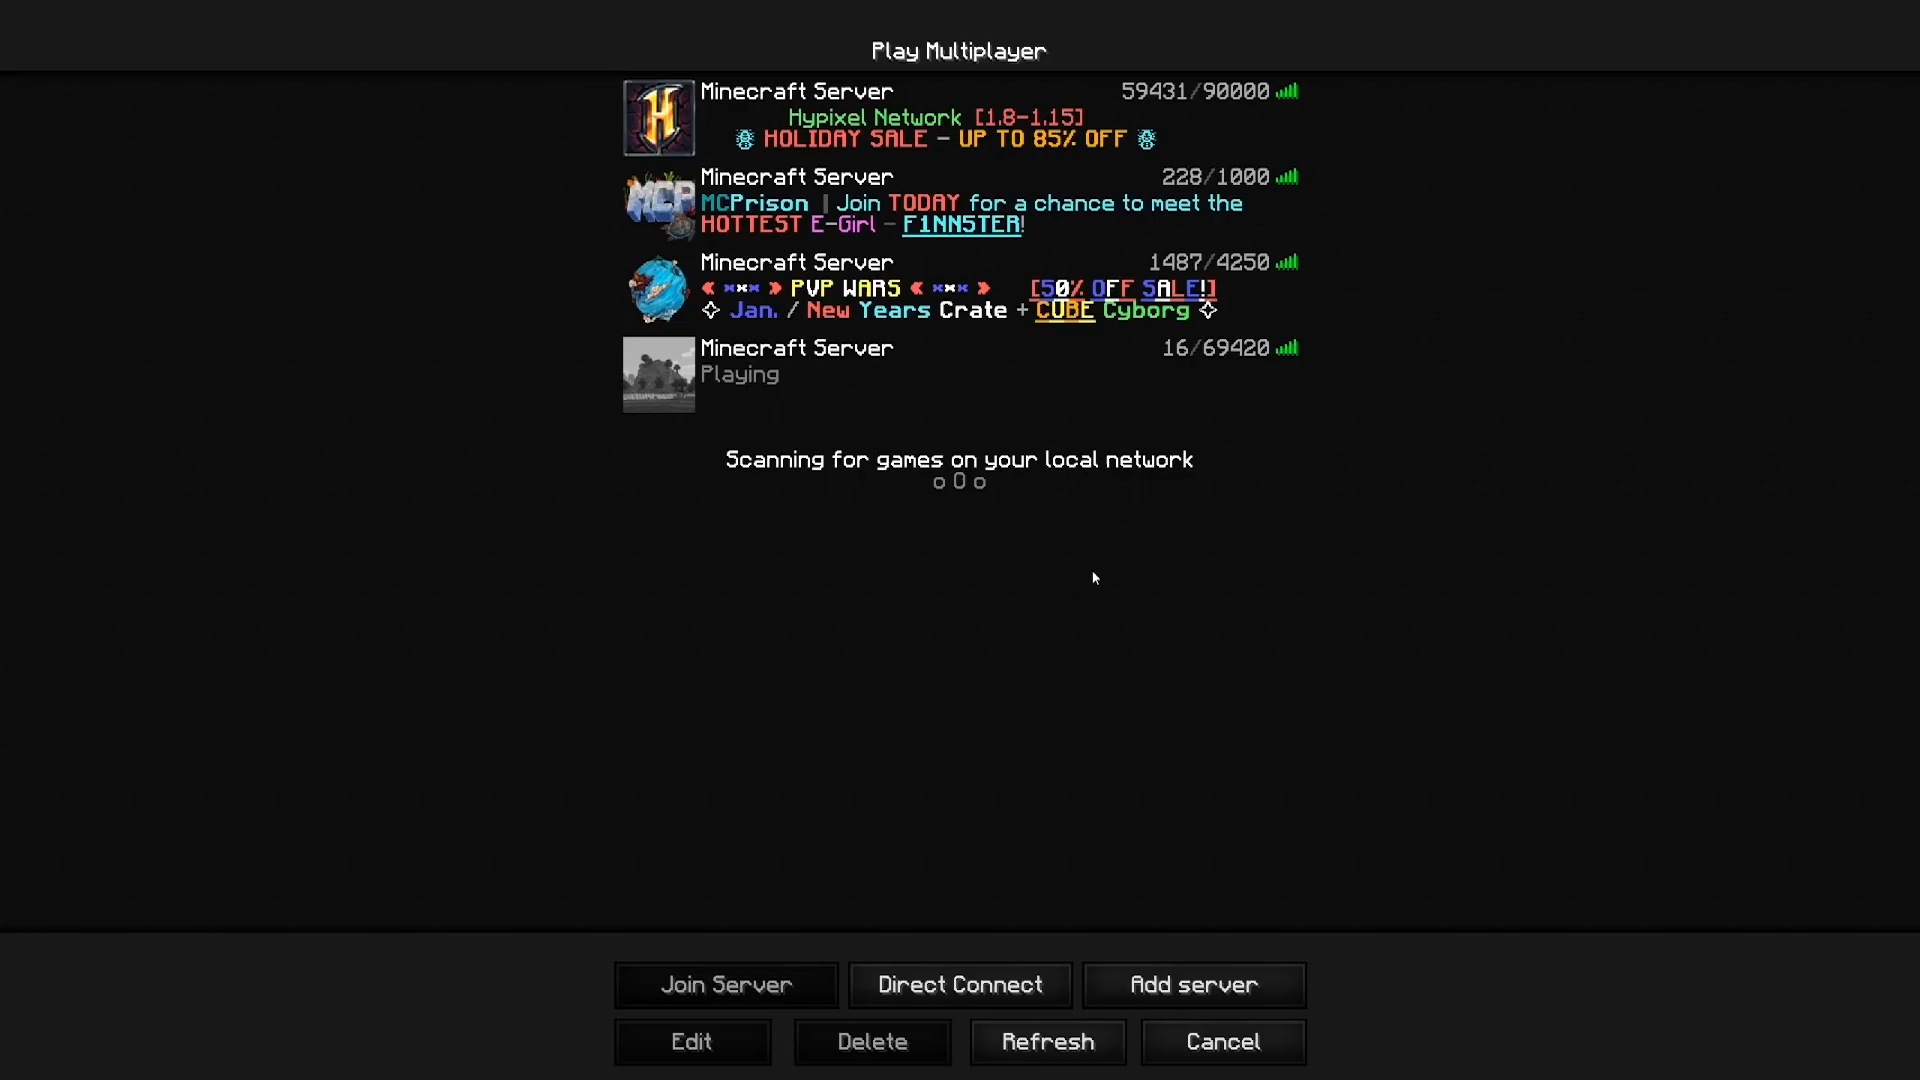 Play Multiplayer
Minecraft Server 59431/90000
Hypixel Network [1.8-1.15]
HOLIDAY SALE - UP TO 85% OFF
Minecraft Server 228/1000
MCPrison | Join TODAY for a chance to meet the
HOTTEST E-Girl - F1NN5TER!
Minecraft Server 1487/4250
« ××× » PVP WARS « ××× » [50% OFF SALE!]
✧ Jan. / New Years Crate + CUBE Cyborg ✧
Minecraft Server 16/69420
Playing
Scanning for games on your local network
o O o
Join Server Direct Connect Add server
Edit Delete Refresh Cancel